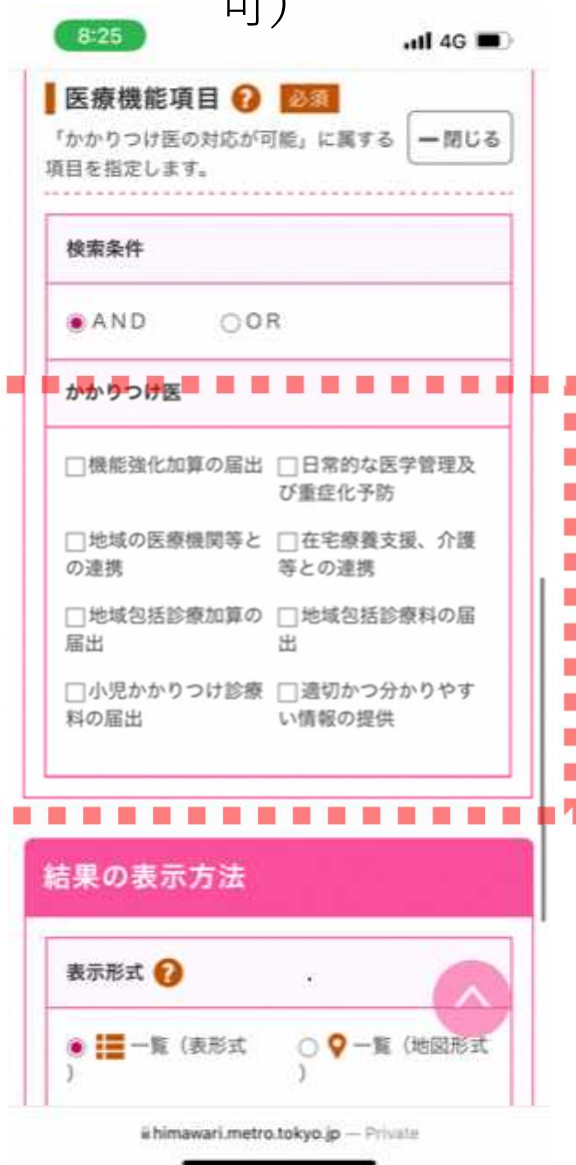 可）
8:25
4G
医療機能項目 ? 必須
「かかりつけ医の対応が可能」に属する
項目を指定します。
ー閉じる
検索条件
AND OR
かかりつけ医
機能強化加算の届出
日常的な医学管理及
び重症化予防
地域の医療機関等と
の連携
在宅療養支援、介護
等との連携
地域包括診療加算の
届出
地域包括診療料の届
出
小児かかりつけ診療
料の届出
適切かつ分かりやす
い情報の提供
結果の表示方法
表示形式 ?
一覧（表形式
）
一覧（地図形式
）
himawari.metro.tokyo.jp — Private